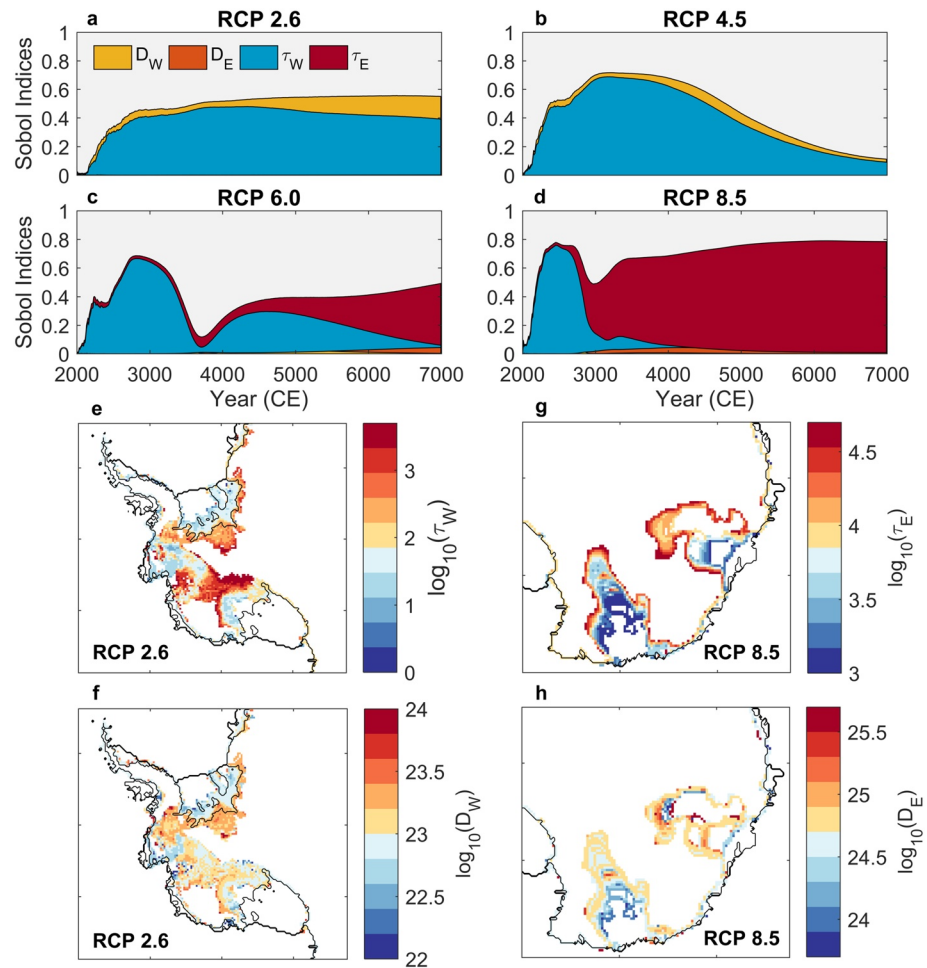 a RCP 2.6
b RCP 4.5
Sobol Indices
1
0.8
0.6
0.4
0.2
0
D_W D_E τ_W τ_E
Sobol Indices
1
0.8
0.6
0.4
0.2
0
c RCP 6.0
d RCP 8.5
Sobol Indices
1
0.8
0.6
0.4
0.2
0
2000 3000 4000 5000 6000 7000
Sobol Indices
1
0.8
0.6
0.4
0.2
0
2000 3000 4000 5000 6000 7000
Year (CE)
Year (CE)
e
RCP 2.6
3
2
1
0
log10(τ_W)
g
RCP 8.5
4.5
4
3.5
3
log10(τ_E)
f
RCP 2.6
24
23.5
23
22.5
22
log10(D_W)
h
RCP 8.5
25.5
25
24.5
24
log10(D_E)